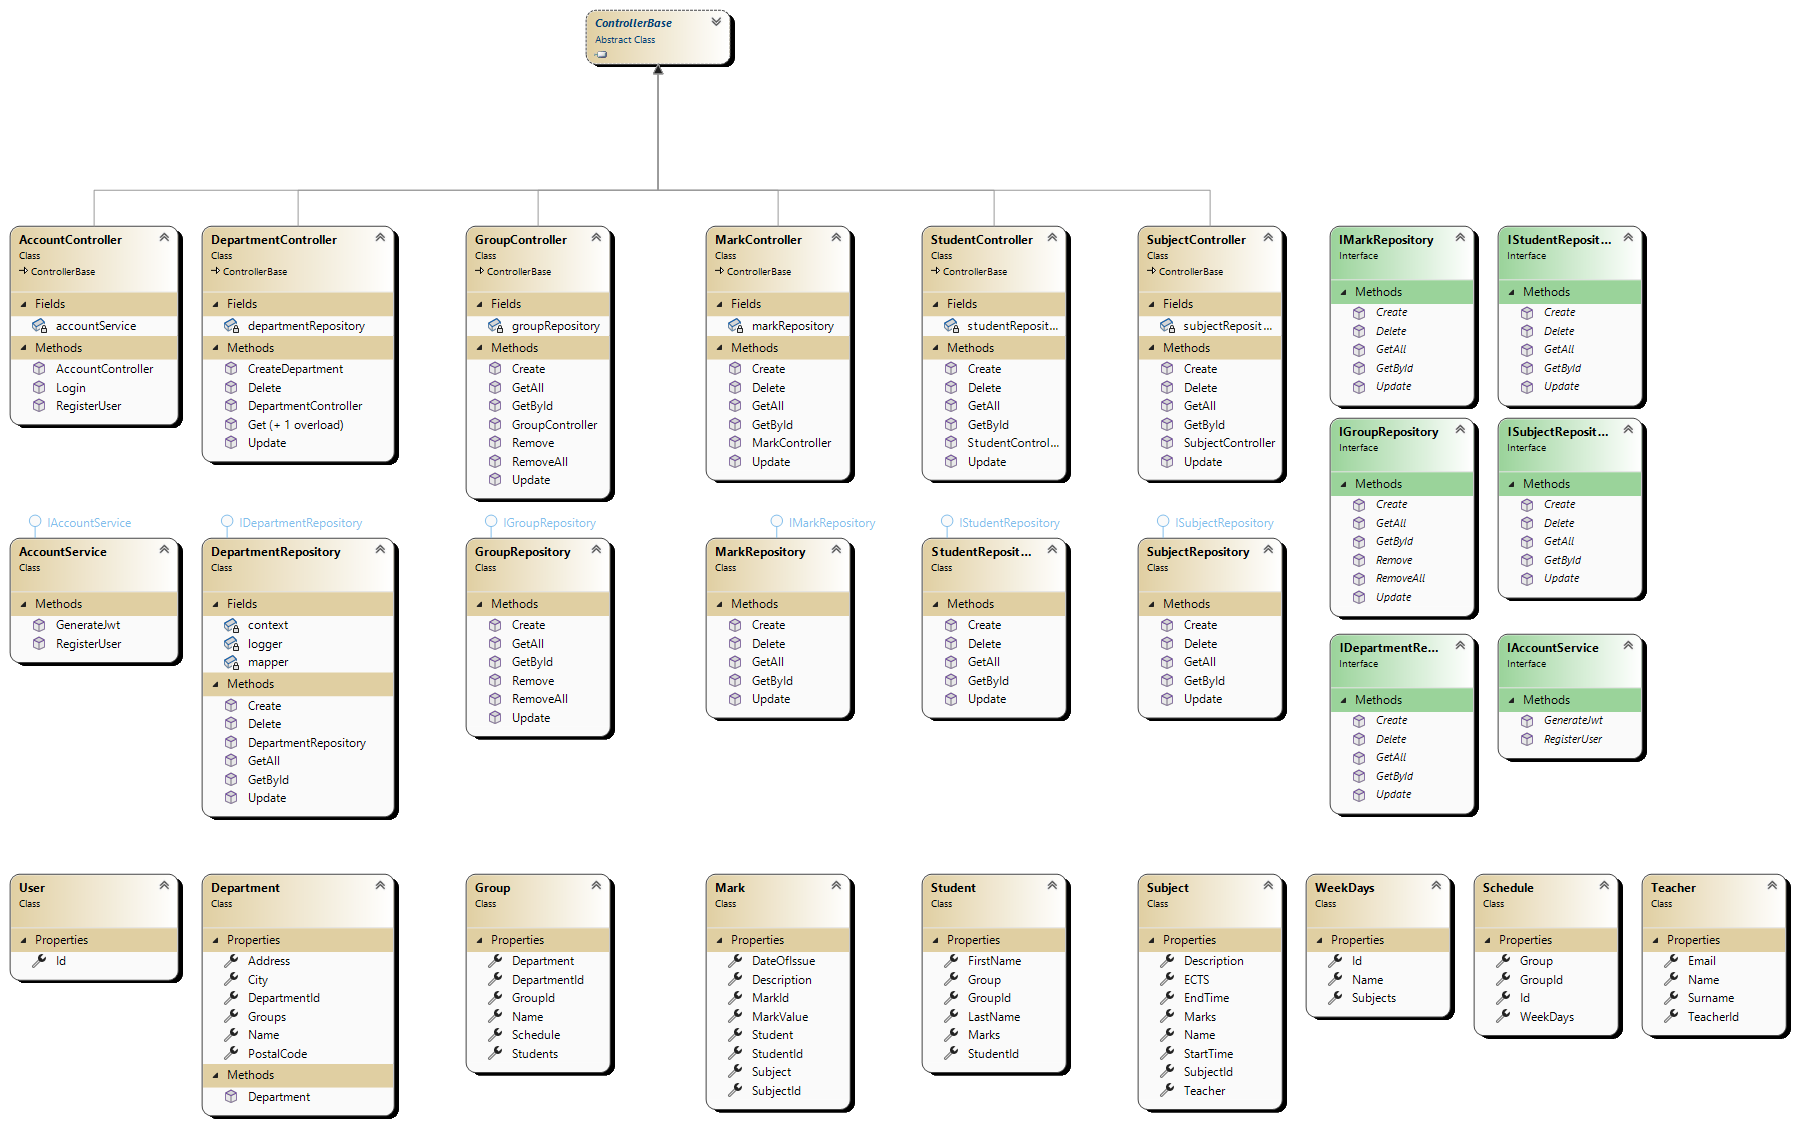 ControllerBase
Abstract Class
AccountController
Class
ControllerBase
Fields
accountService
Methods
AccountController
Login
RegisterUser
DepartmentController
Class
ControllerBase
Fields
departmentRepository
Methods
CreateDepartment
Delete
DepartmentController
Get (+ 1 overload)
Update
GroupController
Class
ControllerBase
Fields
groupRepository
Methods
Create
GetAll
GetById
GroupController
Remove
RemoveAll
Update
MarkController
Class
ControllerBase
Fields
markRepository
Methods
Create
Delete
GetAll
GetById
MarkController
Update
StudentController
Class
ControllerBase
Fields
studentReposit...
Methods
Create
Delete
GetAll
GetById
StudentControl...
Update
SubjectController
Class
ControllerBase
Fields
subjectReposit...
Methods
Create
Delete
GetAll
GetById
SubjectController
Update
IMarkRepository
Interface
Methods
Create
Delete
GetAll
GetById
Update
IStudentReposit...
Interface
Methods
Create
Delete
GetAll
GetById
Update
IGroupRepository
Interface
Methods
Create
GetAll
GetById
Remove
RemoveAll
Update
ISubjectReposit...
Interface
Methods
Create
Delete
GetAll
GetById
Update
IAccountService
AccountService
Class
Methods
GenerateJwt
RegisterUser
IDepartmentRepository
DepartmentRepository
Class
Fields
context
logger
mapper
Methods
Create
Delete
DepartmentRepository
GetAll
GetById
Update
IGroupRepository
GroupRepository
Class
Methods
Create
GetAll
GetById
Remove
RemoveAll
Update
IMarkRepository
MarkRepository
Class
Methods
Create
Delete
GetAll
GetById
Update
IStudentRepository
StudentReposit...
Class
Methods
Create
Delete
GetAll
GetById
Update
ISubjectRepository
SubjectRepository
Class
Methods
Create
Delete
GetAll
GetById
Update
IDepartmentRe...
Interface
Methods
Create
Delete
GetAll
GetById
Update
IAccountService
Interface
Methods
GenerateJwt
RegisterUser
User
Class
Properties
Id
Department
Class
Properties
Address
City
DepartmentId
Groups
Name
PostalCode
Methods
Department
Group
Class
Properties
Department
DepartmentId
GroupId
Name
Schedule
Students
Mark
Class
Properties
DateOfIssue
Description
MarkId
MarkValue
Student
StudentId
Subject
SubjectId
Student
Class
Properties
FirstName
Group
GroupId
LastName
Marks
StudentId
Subject
Class
Properties
Description
ECTS
EndTime
Marks
Name
StartTime
SubjectId
Teacher
WeekDays
Class
Properties
Id
Name
Subjects
Schedule
Class
Properties
Group
GroupId
Id
WeekDays
Teacher
Class
Properties
Email
Name
Surname
TeacherId